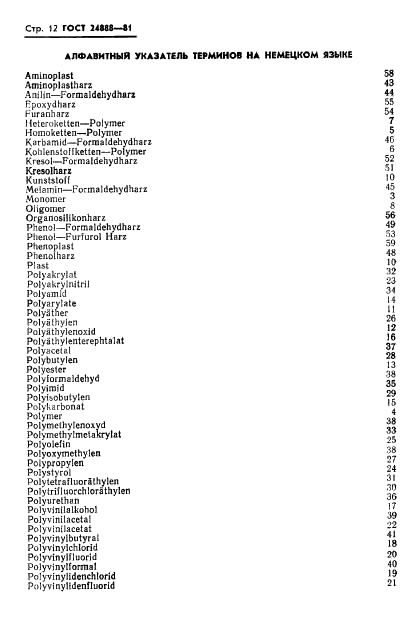 Стр. 12 ГОСТ 24888—81
АЛФАВИТНЫЙ УКАЗАТЕЛЬ ТЕРМИНОВ НА НЕМЕЦКОМ ЯЗЫКЕ
Aminoplast 58
Aminoplastharz 43
Anilin—Formaldehydharz 44
Epoxydharz 55
Furanharz 54
Heteroketten—Polymer 7
Homoketten—Polymer 5
Karbamid—Formaldehydharz 46
Kohlenstoffketten—Polymer 6
Kresol—Formaldehydharz 52
Kresolharz 51
Kunststoff 10
Melamin—Formaldehydharz 45
Monomer 3
Oligomer 8
Organosilikonharz 56
Phenol—Formaldehydharz 49
Phenol—Furfurol Harz 53
Phenoplast 59
Phenolharz 48
Plast 10
Polyakrylat 32
Polyakrylnitril 23
Polyamid 34
Polyarylate 14
Polyäther 11
Polyäthylen 26
Polyäthylenoxid 12
Polyäthylenterephtalat 16
Polyacetal 37
Polybutylen 28
Polyester 13
Polyformaldehyd 38
Polyimid 35
Polyisobutylen 29
Polykarbonat 15
Polymer 4
Polymethylenoxyd 38
Polymethylmetakrylat 33
Polyolefin 25
Polyoxymethylen 38
Polypropylen 27
Polystyrol 24
Polytetrafluoräthylen 31
Polytrifluorchloräthylen 30
Polyurethan 36
Polyvinilalkohol 17
Polyvinilacetal 39
Polyvinilacetat 22
Polyvinylbutyral 41
Polyvinylchlorid 18
Polyvinylfluorid 20
Polyvinylformal 40
Polyvinylidenchlorid 19
Polyvinylidenfluorid 21